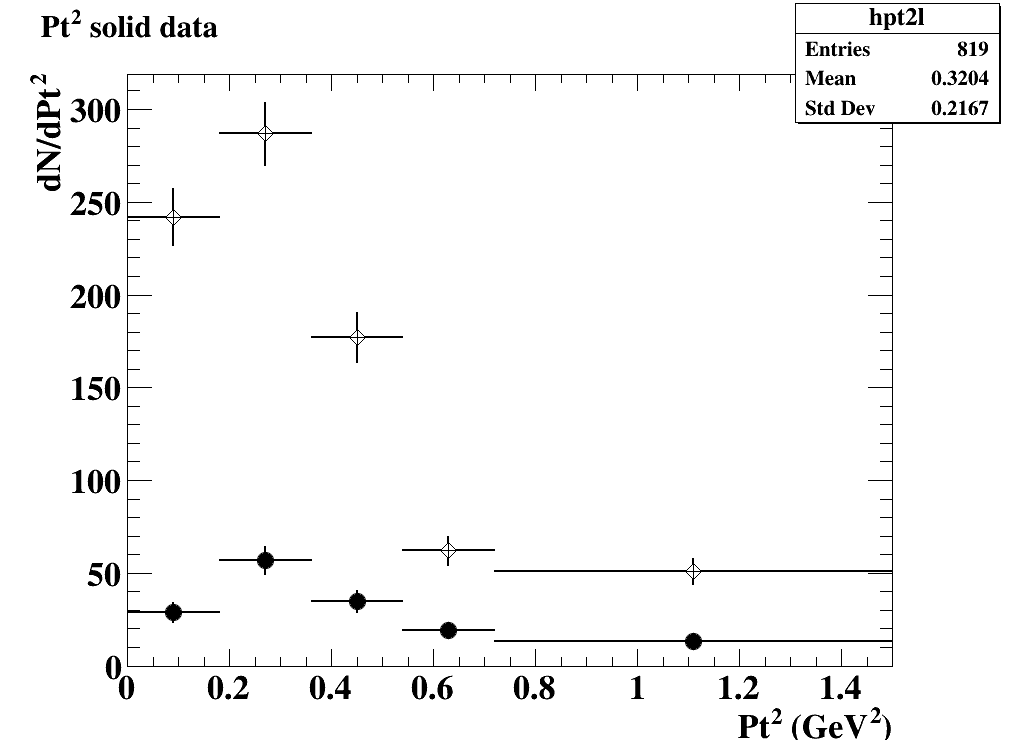 Pt² solid data
hpt2l
Entries 819
Mean 0.3204
Std Dev 0.2167
dN/dPt²
300
250
200
150
100
50
0
0 0.2 0.4 0.6 0.8 1 1.2 1.4
Pt² (GeV²)